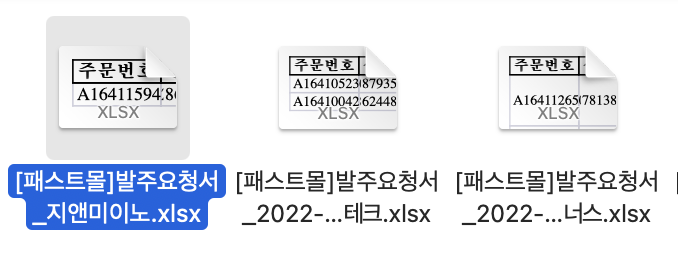 주문번호
A16411594
XLSX
[패스트몰]발주요청서
_지앤미이노.xlsx
주문번호
A16410523 87935
A16410042 62448
XLSX
[패스트몰]발주요청서
_2022-...테크.xlsx
주문번호
A16411265 78138
XLSX
[패스트몰]발주요청서
_2022-...너스.xlsx